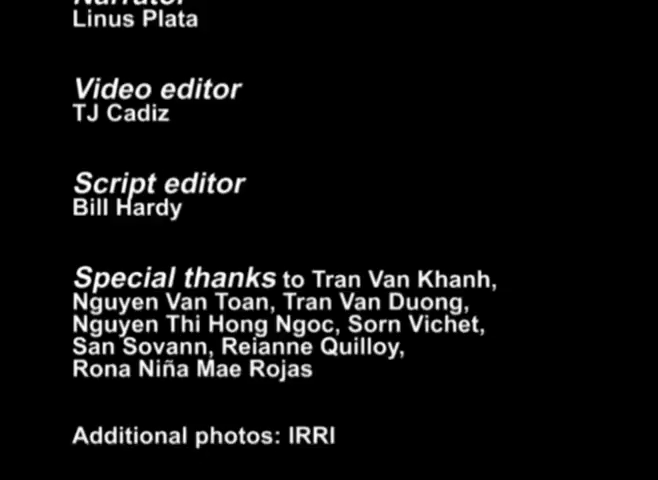 Narrator
Linus Plata
Video editor
TJ Cadiz
Script editor
Bill Hardy
Special thanks to Tran Van Khanh,
Nguyen Van Toan, Tran Van Duong,
Nguyen Thi Hong Ngoc, Sorn Vichet,
San Sovann, Reianne Quilloy,
Rona Niña Mae Rojas
Additional photos: IRRI